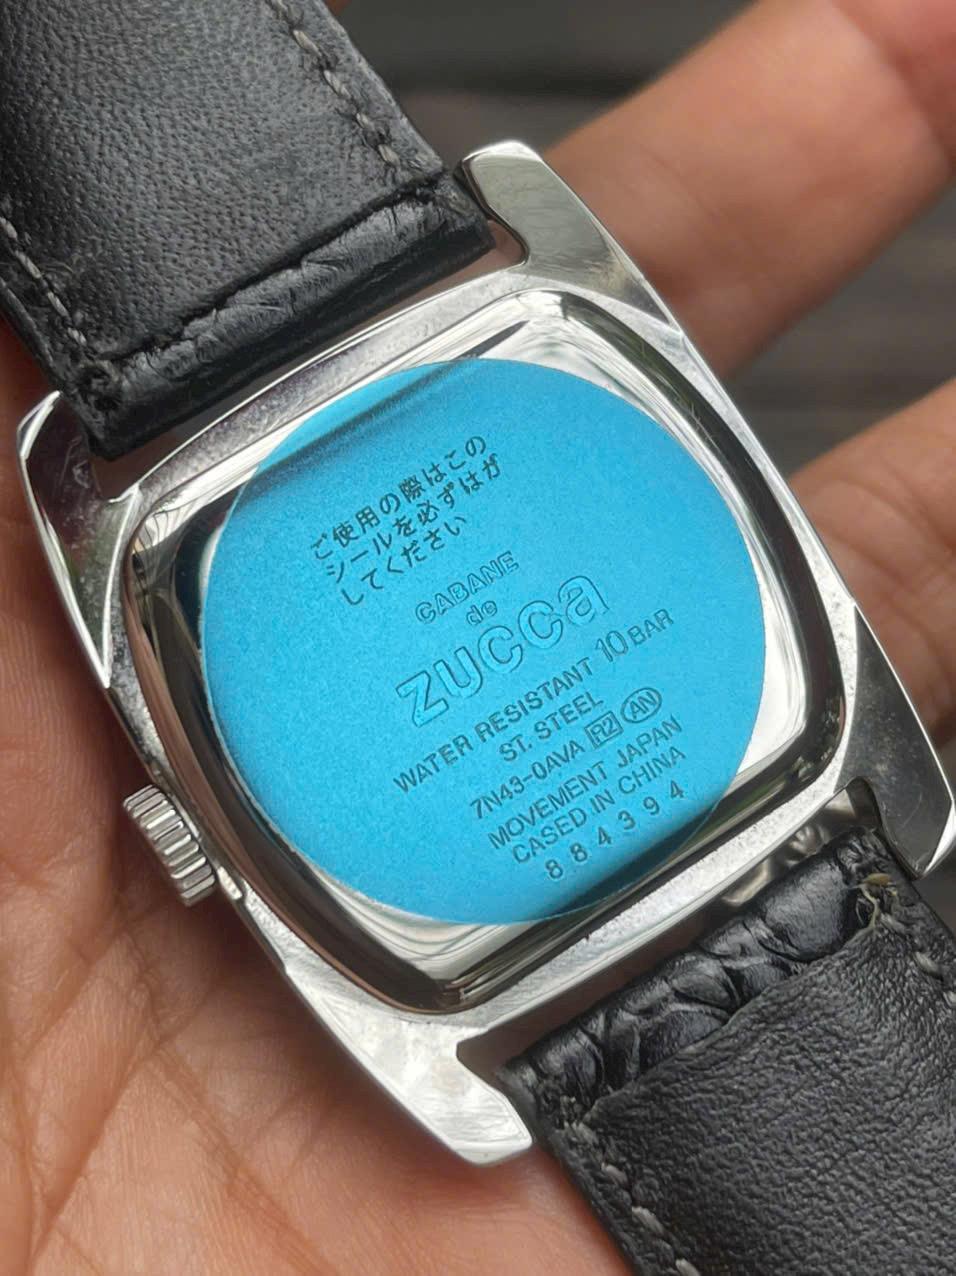 ご使用の際はこの
シールを必ずはが
してください
CABANE
de
ZUCCa
WATER RESISTANT 10 BAR
ST. STEEL
7N43-0AVA R2 AN
MOVEMENT JAPAN
CASED IN CHINA
884394